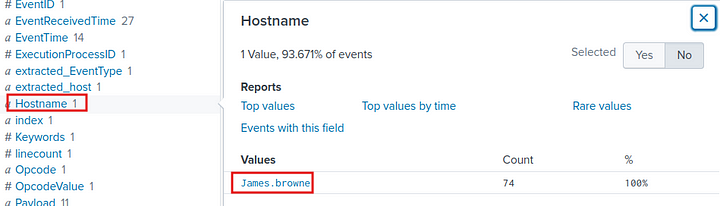 # EventID 1
a EventReceivedTime 27
a EventTime 14
# ExecutionProcessID 1
a extracted_EventType 1
a extracted_host 1
a Hostname 1
a index 1
# Keywords 1
# linecount 1
a Opcode 1
# OpcodeValue 1
a Payload 11
Hostname
1 Value, 93.671% of events
Selected Yes No
Reports
Top values Top values by time Rare values
Events with this field
Values Count %
James.browne 74 100%